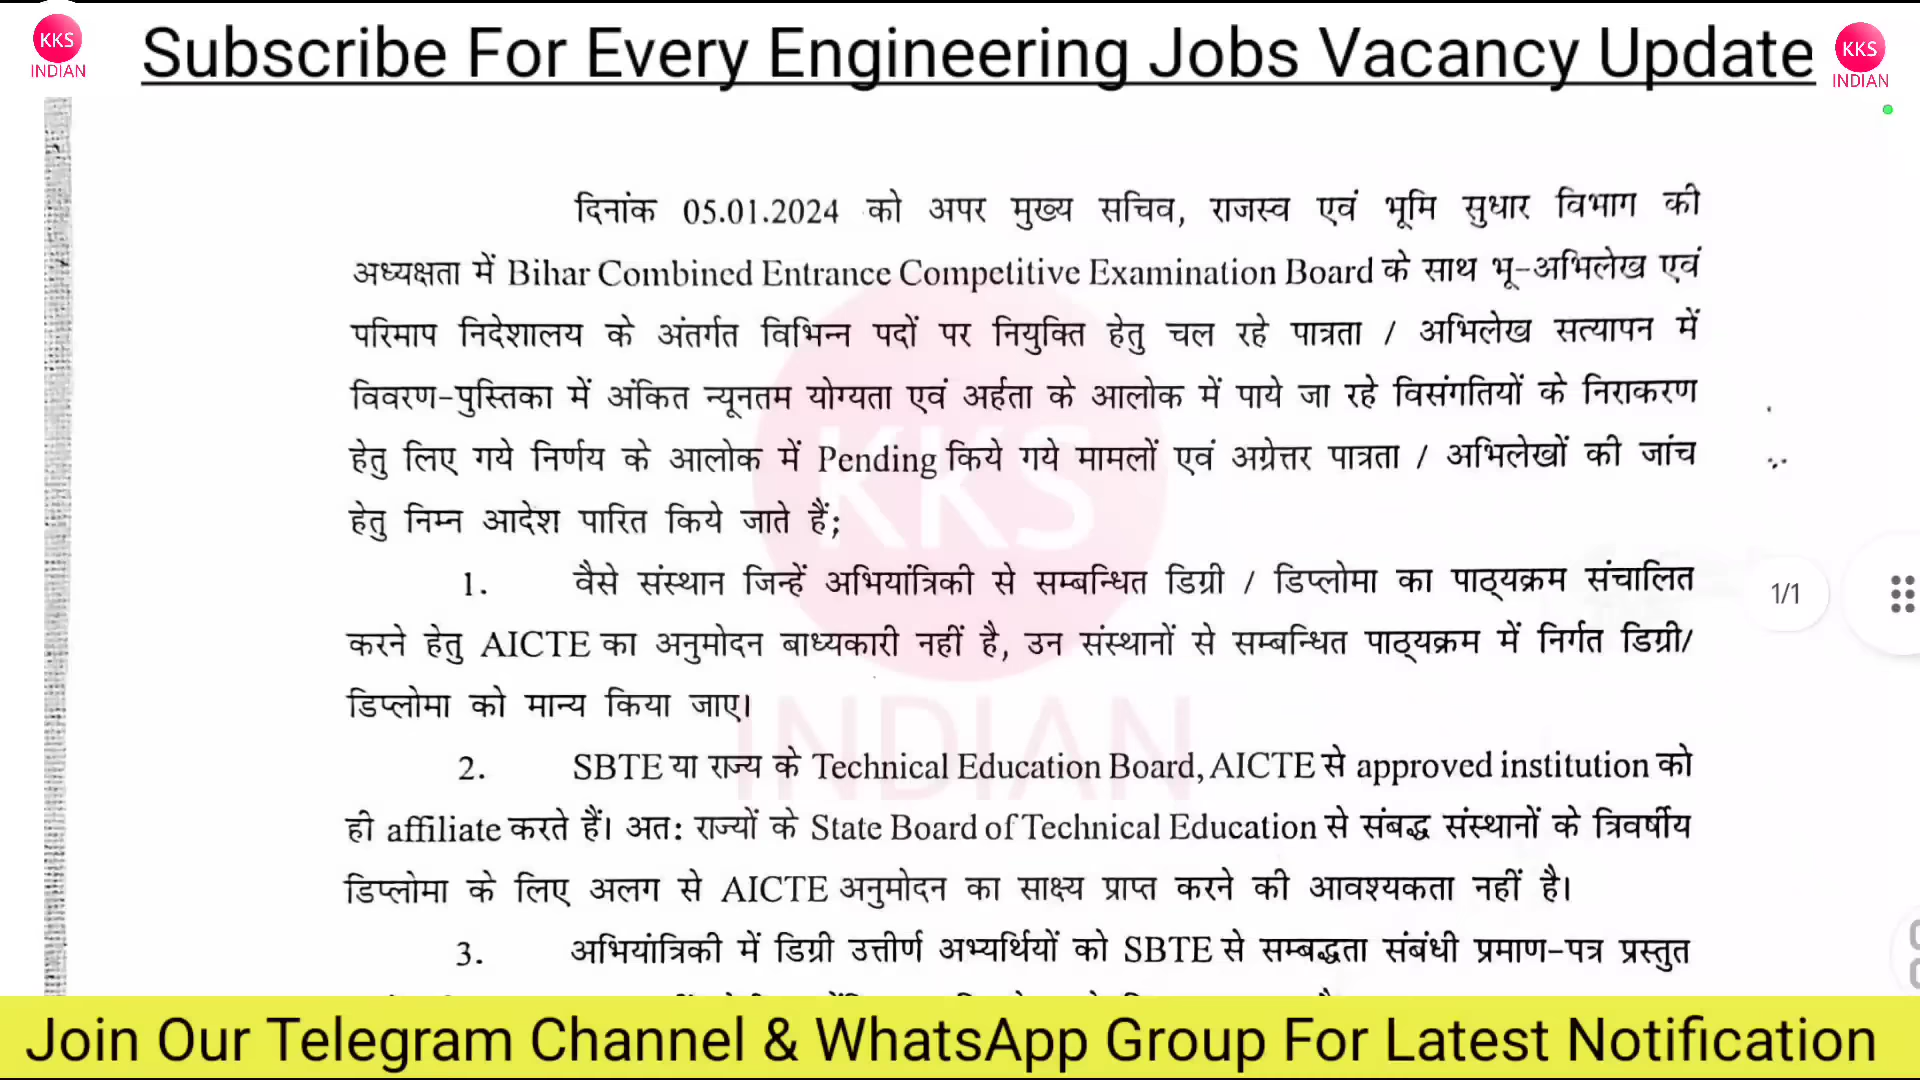 KKS
INDIAN
Subscribe For Every Engineering Jobs Vacancy Update
KKS
INDIAN
दिनांक 05.01.2024 को अपर मुख्य सचिव, राजस्व एवं भूमि सुधार विभाग की
अध्यक्षता में Bihar Combined Entrance Competitive Examination Board के साथ भू-अभिलेख एवं
परिमाप निदेशालय के अंतर्गत विभिन्न पदों पर नियुक्ति हेतु चल रहे पात्रता / अभिलेख सत्यापन में
विवरण-पुस्तिका में अंकित न्यूनतम योग्यता एवं अर्हता के आलोक में पाये जा रहे विसंगतियों के निराकरण
हेतु लिए गये निर्णय के आलोक में Pending किये गये मामलों एवं अग्रेत्तर पात्रता / अभिलेखों की जांच
हेतु निम्न आदेश पारित किये जाते हैं;
1. वैसे संस्थान जिन्हें अभियांत्रिकी से सम्बन्धित डिग्री / डिप्लोमा का पाठ्यक्रम संचालित
करने हेतु AICTE का अनुमोदन बाध्यकारी नहीं है, उन संस्थानों से सम्बन्धित पाठ्यक्रम में निर्गत डिग्री/
डिप्लोमा को मान्य किया जाए।
2. SBTE या राज्य के Technical Education Board, AICTE से approved institution को
ही affiliate करते हैं। अत: राज्यों के State Board of Technical Education से संबद्ध संस्थानों के त्रिवर्षीय
डिप्लोमा के लिए अलग से AICTE अनुमोदन का साक्ष्य प्राप्त करने की आवश्यकता नहीं है।
3. अभियांत्रिकी में डिग्री उत्तीर्ण अभ्यर्थियों को SBTE से सम्बद्धता संबंधी प्रमाण-पत्र प्रस्तुत
KKS
INDIAN
1/1
Join Our Telegram Channel & WhatsApp Group For Latest Notification